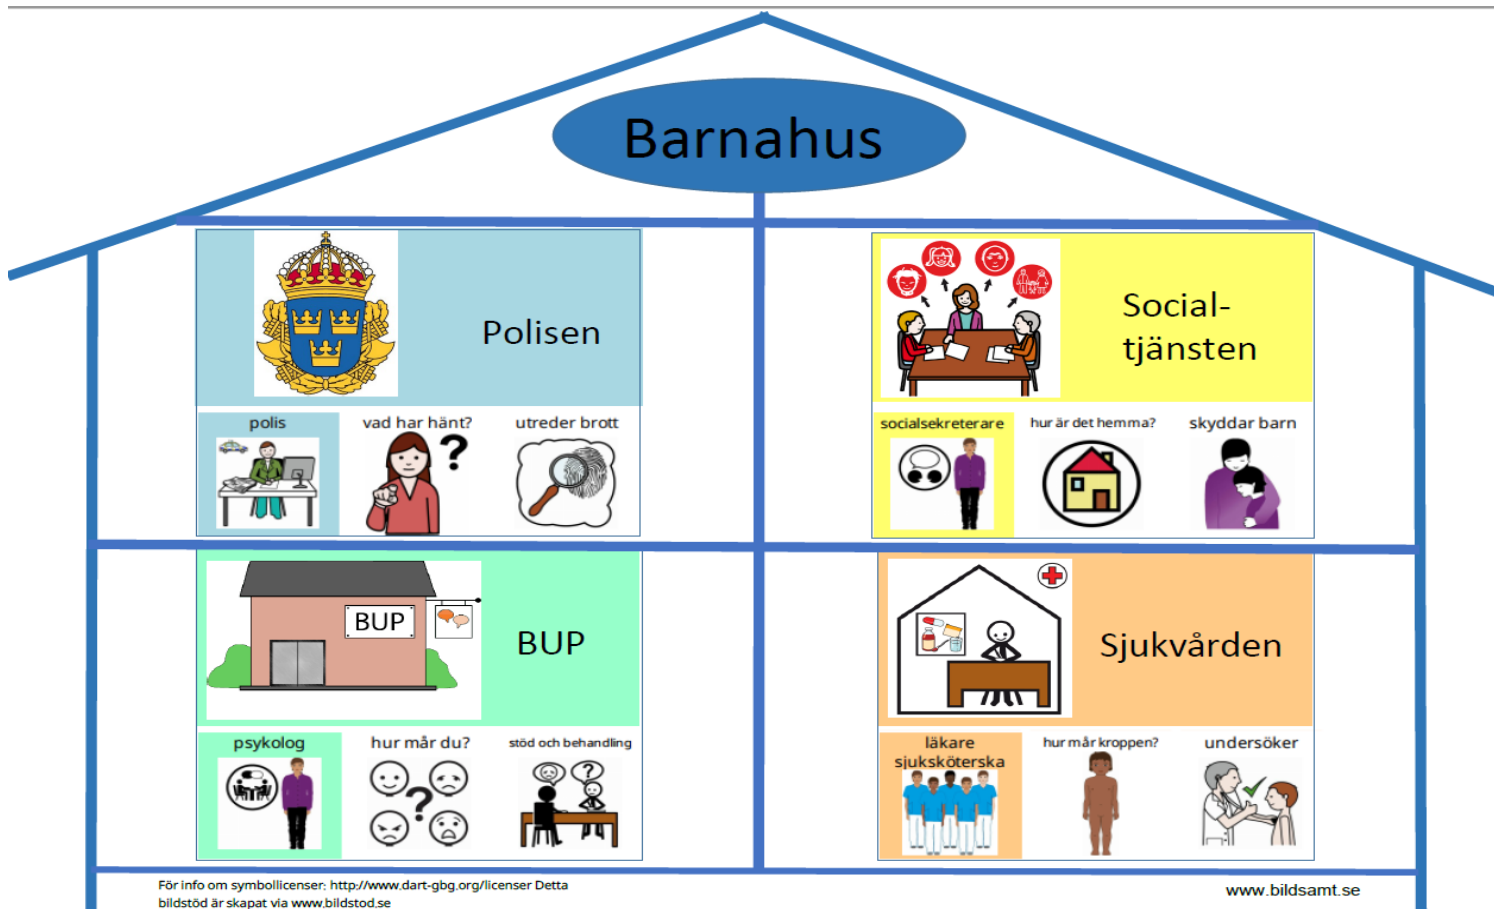 Barnahus
Polisen
polis
vad har hänt?
utreder brott
Social-
tjänsten
socialsekreterare
hur är det hemma?
skyddar barn
BUP
BUP
psykolog
hur mår du?
?
stöd och behandling
?
Sjukvården
läkare
sjuksköterska
hur mår kroppen?
undersöker
För info om symbollicenser: http://www.dart-gbg.org/licenser Detta
bildstöd är skapat via www.bildstod.se
www.bildsamt.se